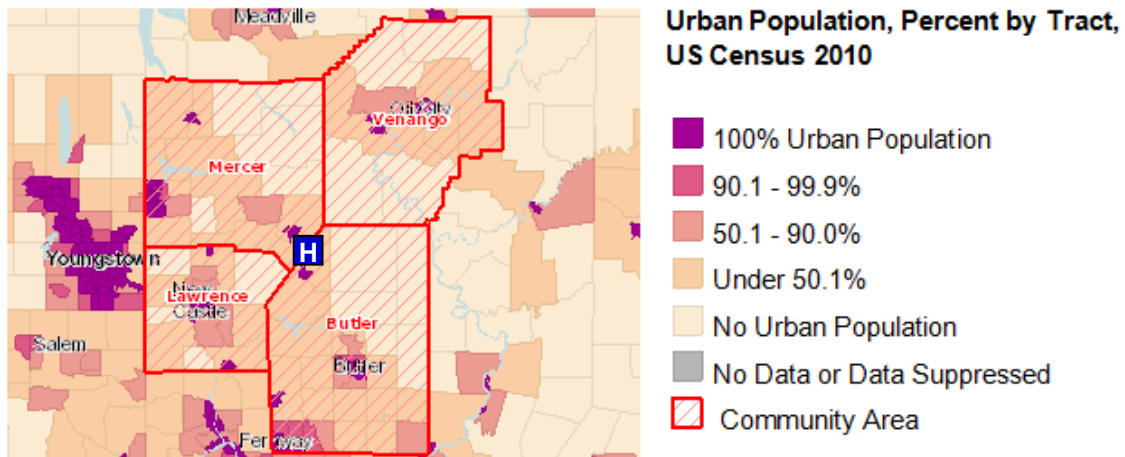 Urban Population, Percent by Tract,
US Census 2010
100% Urban Population
90.1 - 99.9%
50.1 - 90.0%
Under 50.1%
No Urban Population
No Data or Data Suppressed
Community Area
Meadville
Oil City
Venango
Mercer
H
Youngstown
New
Lawrence
Castle
Butler
Salem
Butler